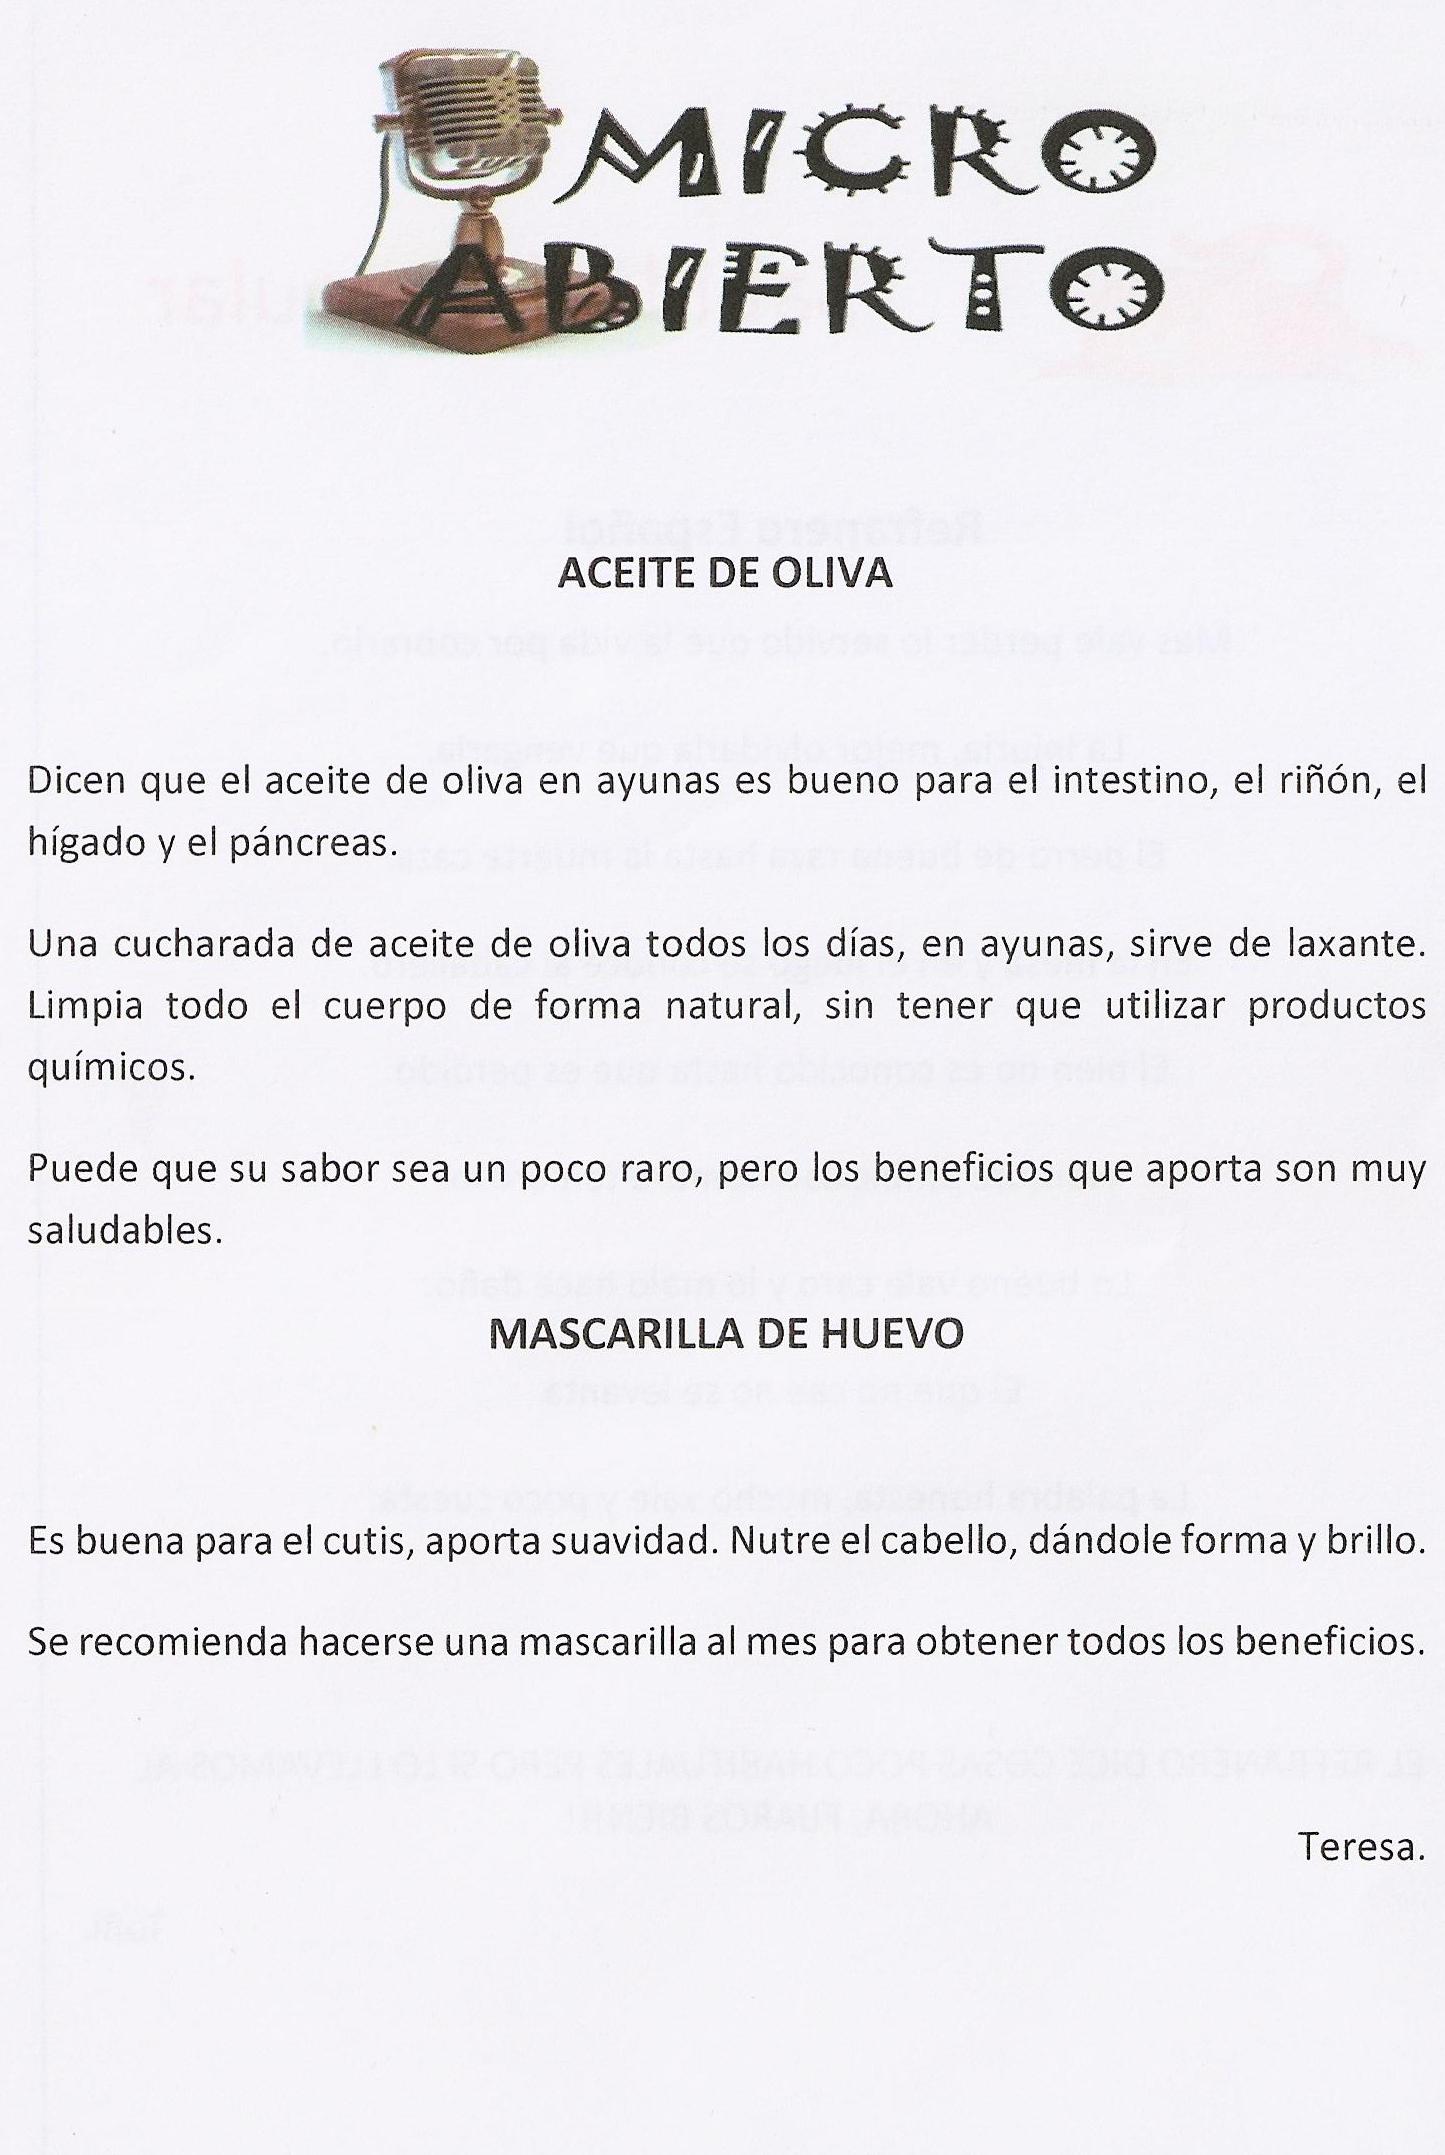 MICRO
ABIERTO
ACEITE DE OLIVA
Dicen que el aceite de oliva en ayunas es bueno para el intestino, el riñón, el
hígado y el páncreas.
Una cucharada de aceite de oliva todos los días, en ayunas, sirve de laxante.
Limpia todo el cuerpo de forma natural, sin tener que utilizar productos
químicos.
Puede que su sabor sea un poco raro, pero los beneficios que aporta son muy
saludables.
MASCARILLA DE HUEVO
Es buena para el cutis, aporta suavidad. Nutre el cabello, dándole forma y brillo.
Se recomienda hacerse una mascarilla al mes para obtener todos los beneficios.
Teresa.